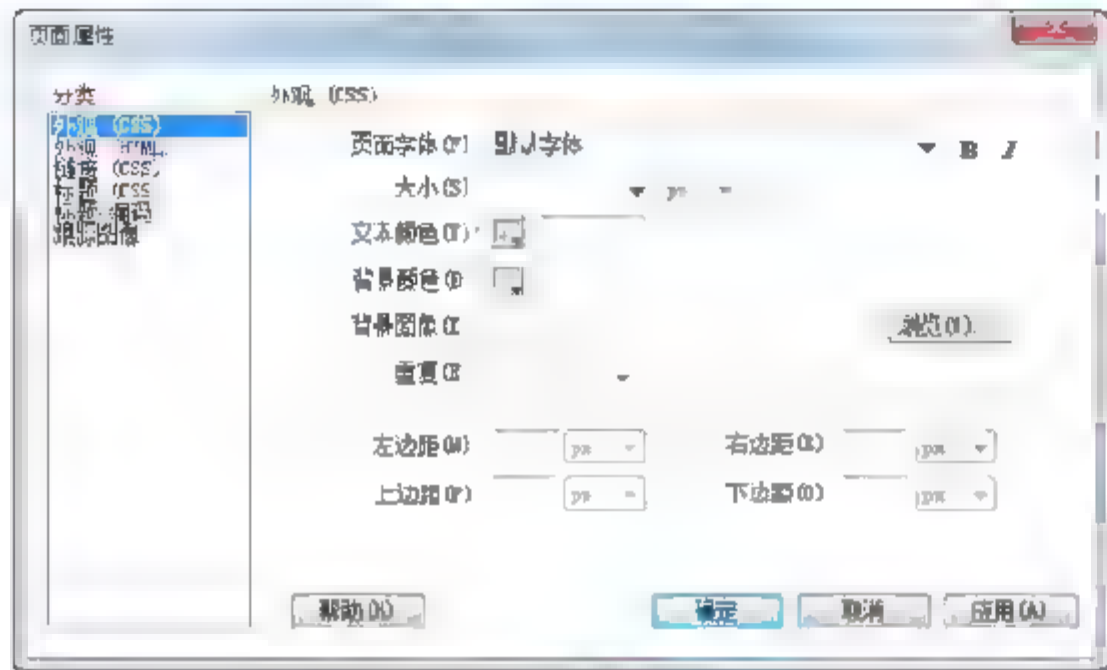 页面属性
分类
外观 (CSS)
外观 (HTML)
链接 (CSS)
标题 (CSS
标题/编码
跟踪图像
外观 (CSS)
页面字体(F) 默认字体 B I
大小(S) px
文本颜色(T)
背景颜色(B
背景图像(I 浏览(W).
重复(E
左边距(M) px 右边距(R) px
上边距(P) px 下边距(O) px
帮助(H) 确定 取消 应用(A)